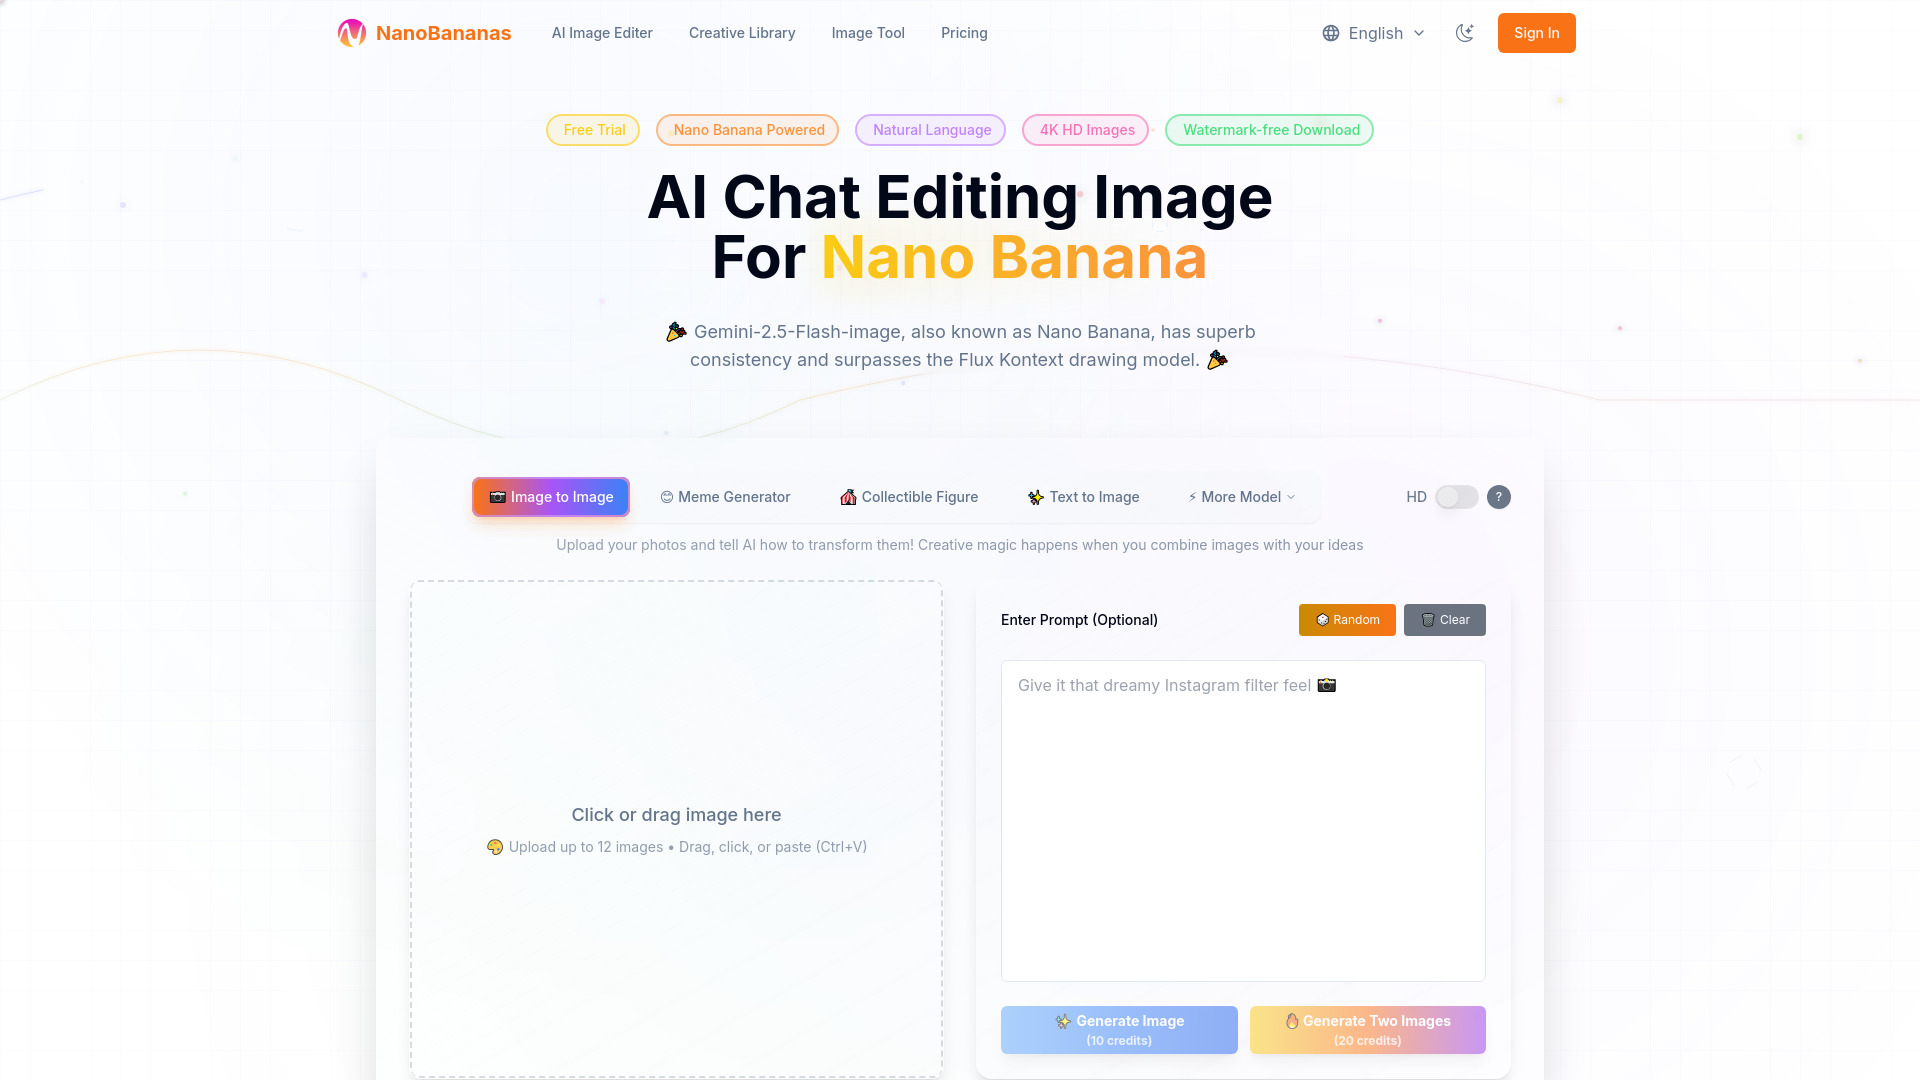 NanoBananas
AI Image Editer
Creative Library
Image Tool
Pricing
English
Sign In
Free Trial
Nano Banana Powered
Natural Language
4K HD Images
Watermark-free Download
AI Chat Editing Image
For Nano Banana
🎉 Gemini-2.5-Flash-image, also known as Nano Banana, has superb
consistency and surpasses the Flux Kontext drawing model. 🎉
📷 Image to Image
😊 Meme Generator
🎪 Collectible Figure
✨ Text to Image
⚡ More Model
HD
?
Upload your photos and tell AI how to transform them! Creative magic happens when you combine images with your ideas
Click or drag image here
🎨 Upload up to 12 images • Drag, click, or paste (Ctrl+V)
Enter Prompt (Optional)
🎲 Random
🗑️ Clear
Give it that dreamy Instagram filter feel 📷
✨ Generate Image
(10 credits)
🔥 Generate Two Images
(20 credits)